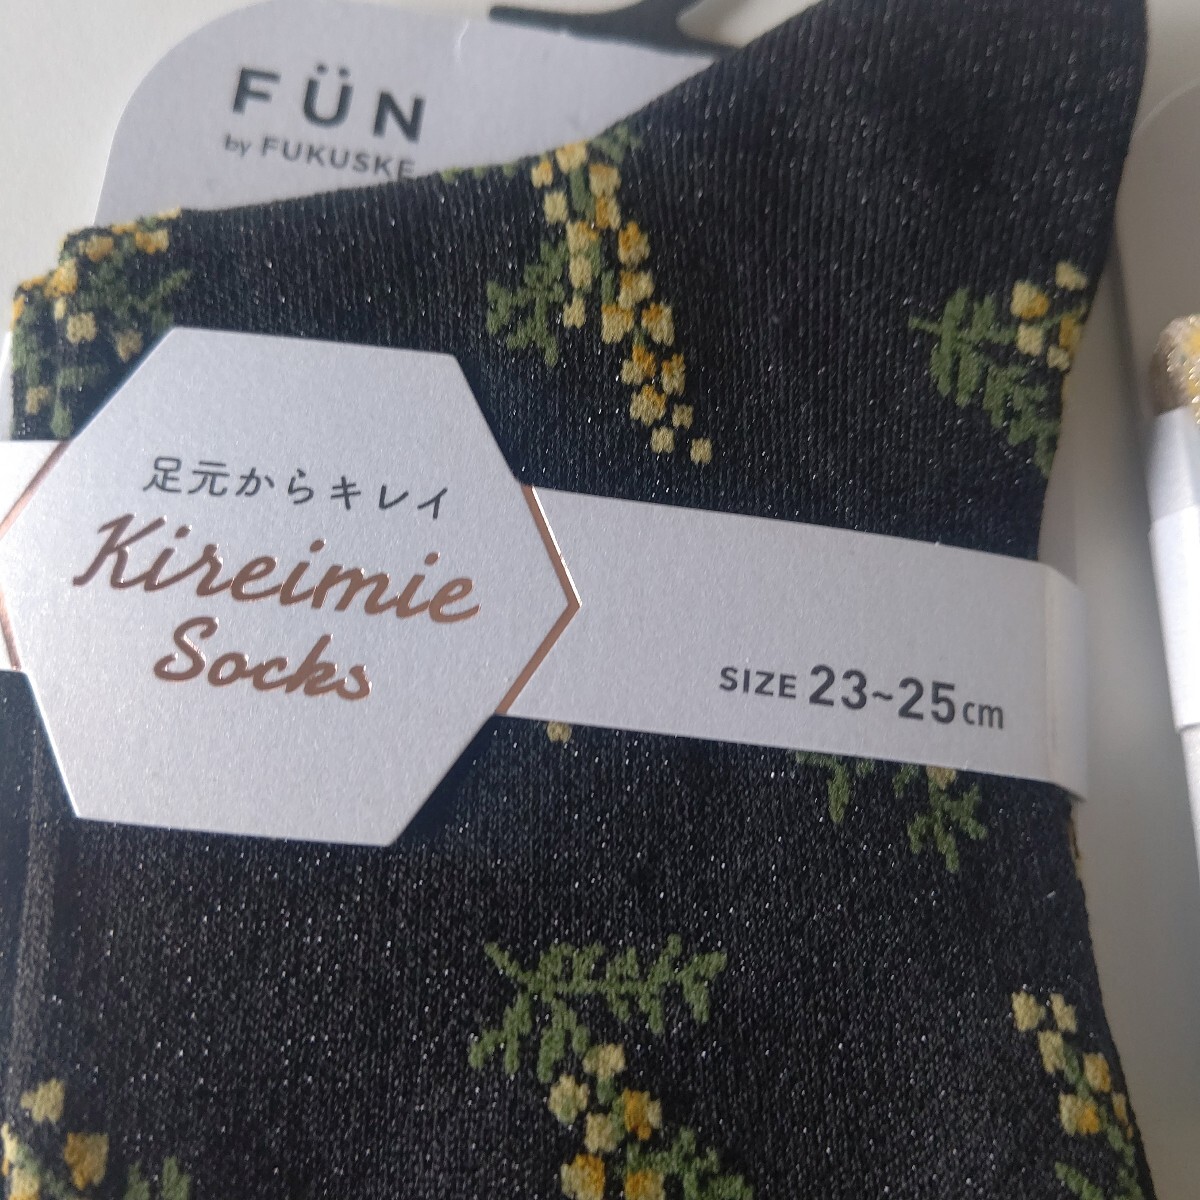 FÜN
by FUKUSKE
足元からキレイ
Kireimie
Socks
SIZE 23~25cm